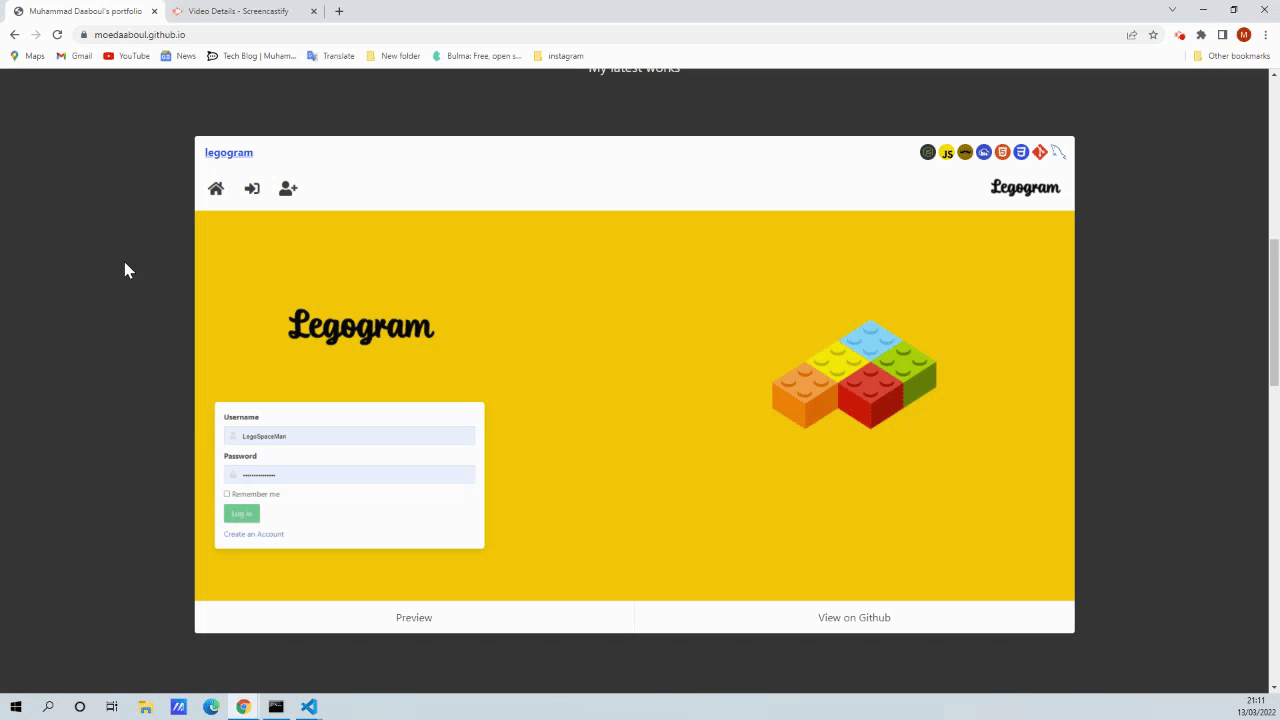 Muhammad Daaboul's portfolio
Video Details - Screencastify
moedaaboul.github.io
M
Maps
Gmail
YouTube
News
Tech Blog | Muham...
Translate
New folder
Bulma: Free, open s...
instagram
Other bookmarks
My latest works
legogram
JS
Legogram
Legogram
Username
LegoSpaceMan
Password
Remember me
Log in
Create an Account
Preview
View on Github
21:11
13/03/2022